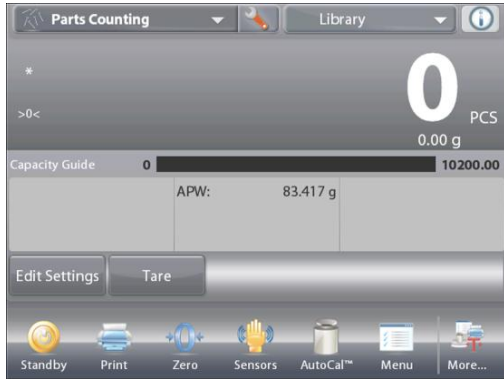 Parts Counting
Library
*
>0<
0
PCS
0.00 g
Capacity Guide 0 10200.00
APW: 83.417 g
Edit Settings Tare
Standby Print Zero Sensors AutoCal™ Menu More...